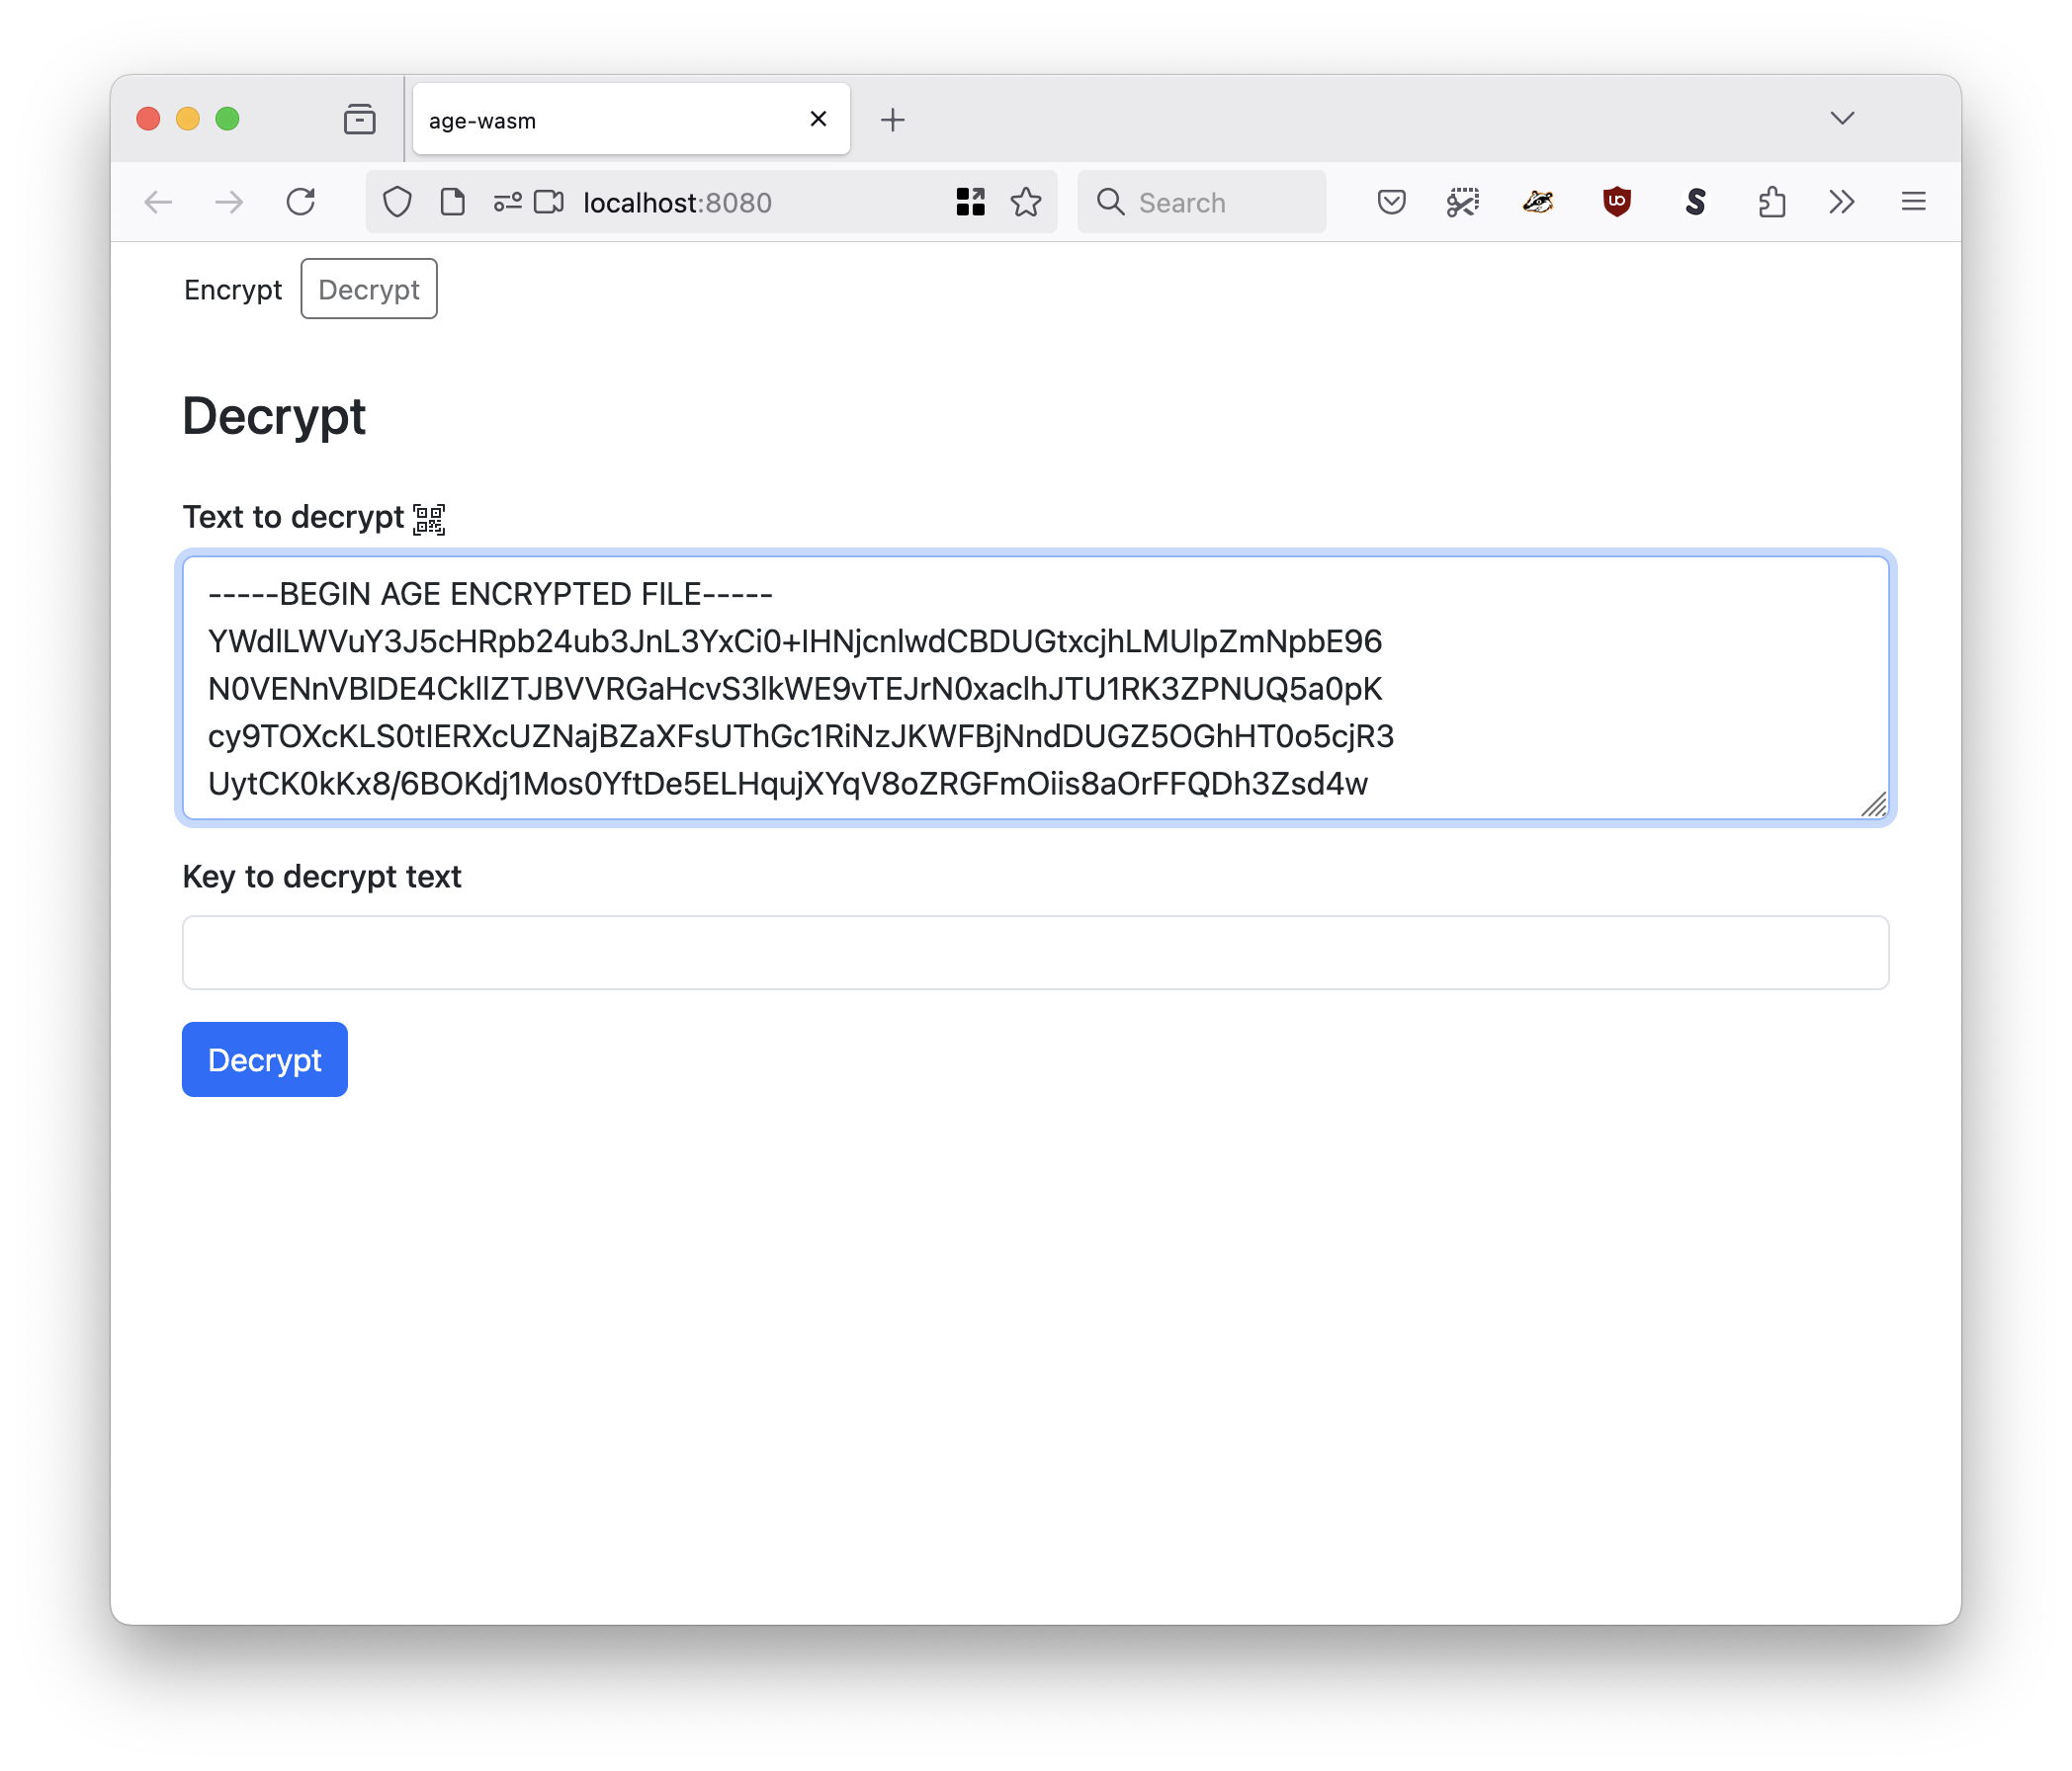 age-wasm
localhost:8080
Search
Encrypt Decrypt
Decrypt
Text to decrypt
-----BEGIN AGE ENCRYPTED FILE-----
YWdlLWVuY3J5cHRpb24ub3JnL3YxCi0+IHNjcnlwdCBDUGtxcjhLMUlpZmNpbE96
N0VENnVBIDE4CkllZTJBVVRGaHcvS3lkWE9vTEJrN0xaclhJTU1RK3ZPNUQ5a0pK
cy9TOXcKLS0tIERXcUZNajBZaXFsUThGc1RiNzJKWFBjNndDUGZ5OGhHT0o5cjR3
UytCK0kKx8/6BOKdj1Mos0YftDe5ELHqujXYqV8oZRGFmOiis8aOrFFQDh3Zsd4w
Key to decrypt text
Decrypt